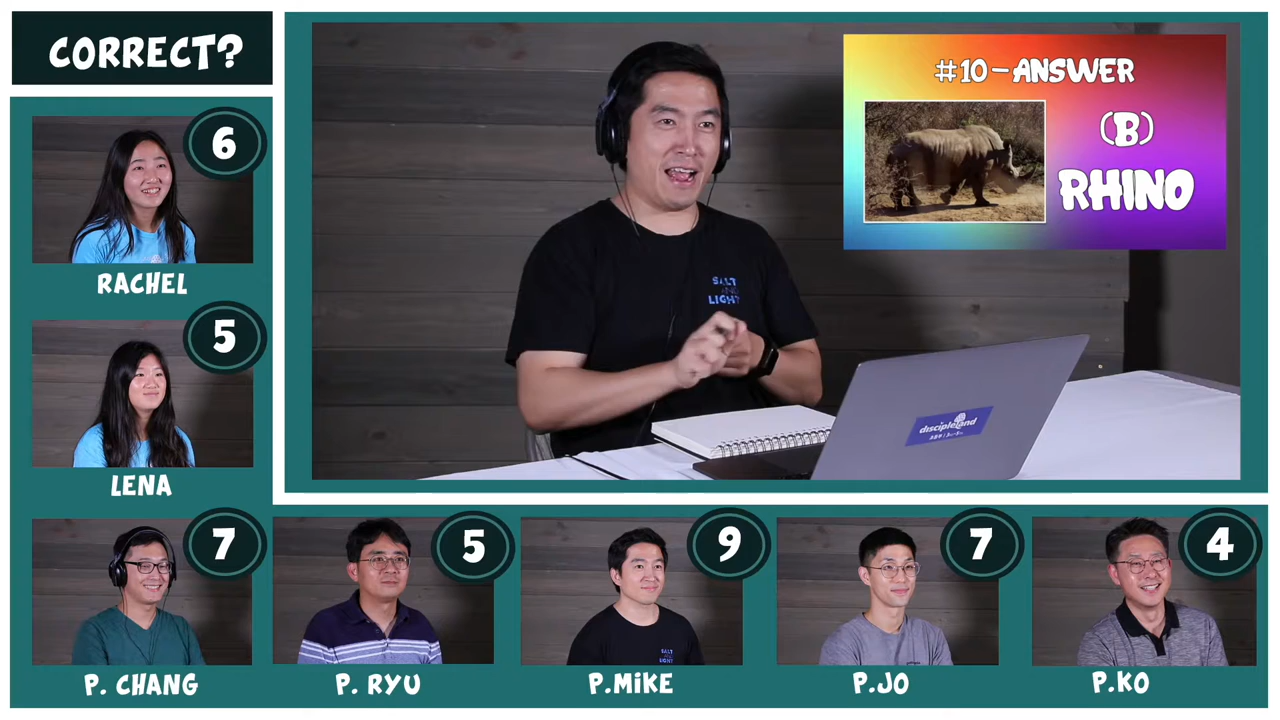 CORRECT?
6
RACHEL
5
LENA
#10-ANSWER
(B)
RHINO
SALT
AND
LIGHT
discipleland
7
P. CHANG
5
P. RYU
9
P.MiKE
7
P.JO
4
P.KO